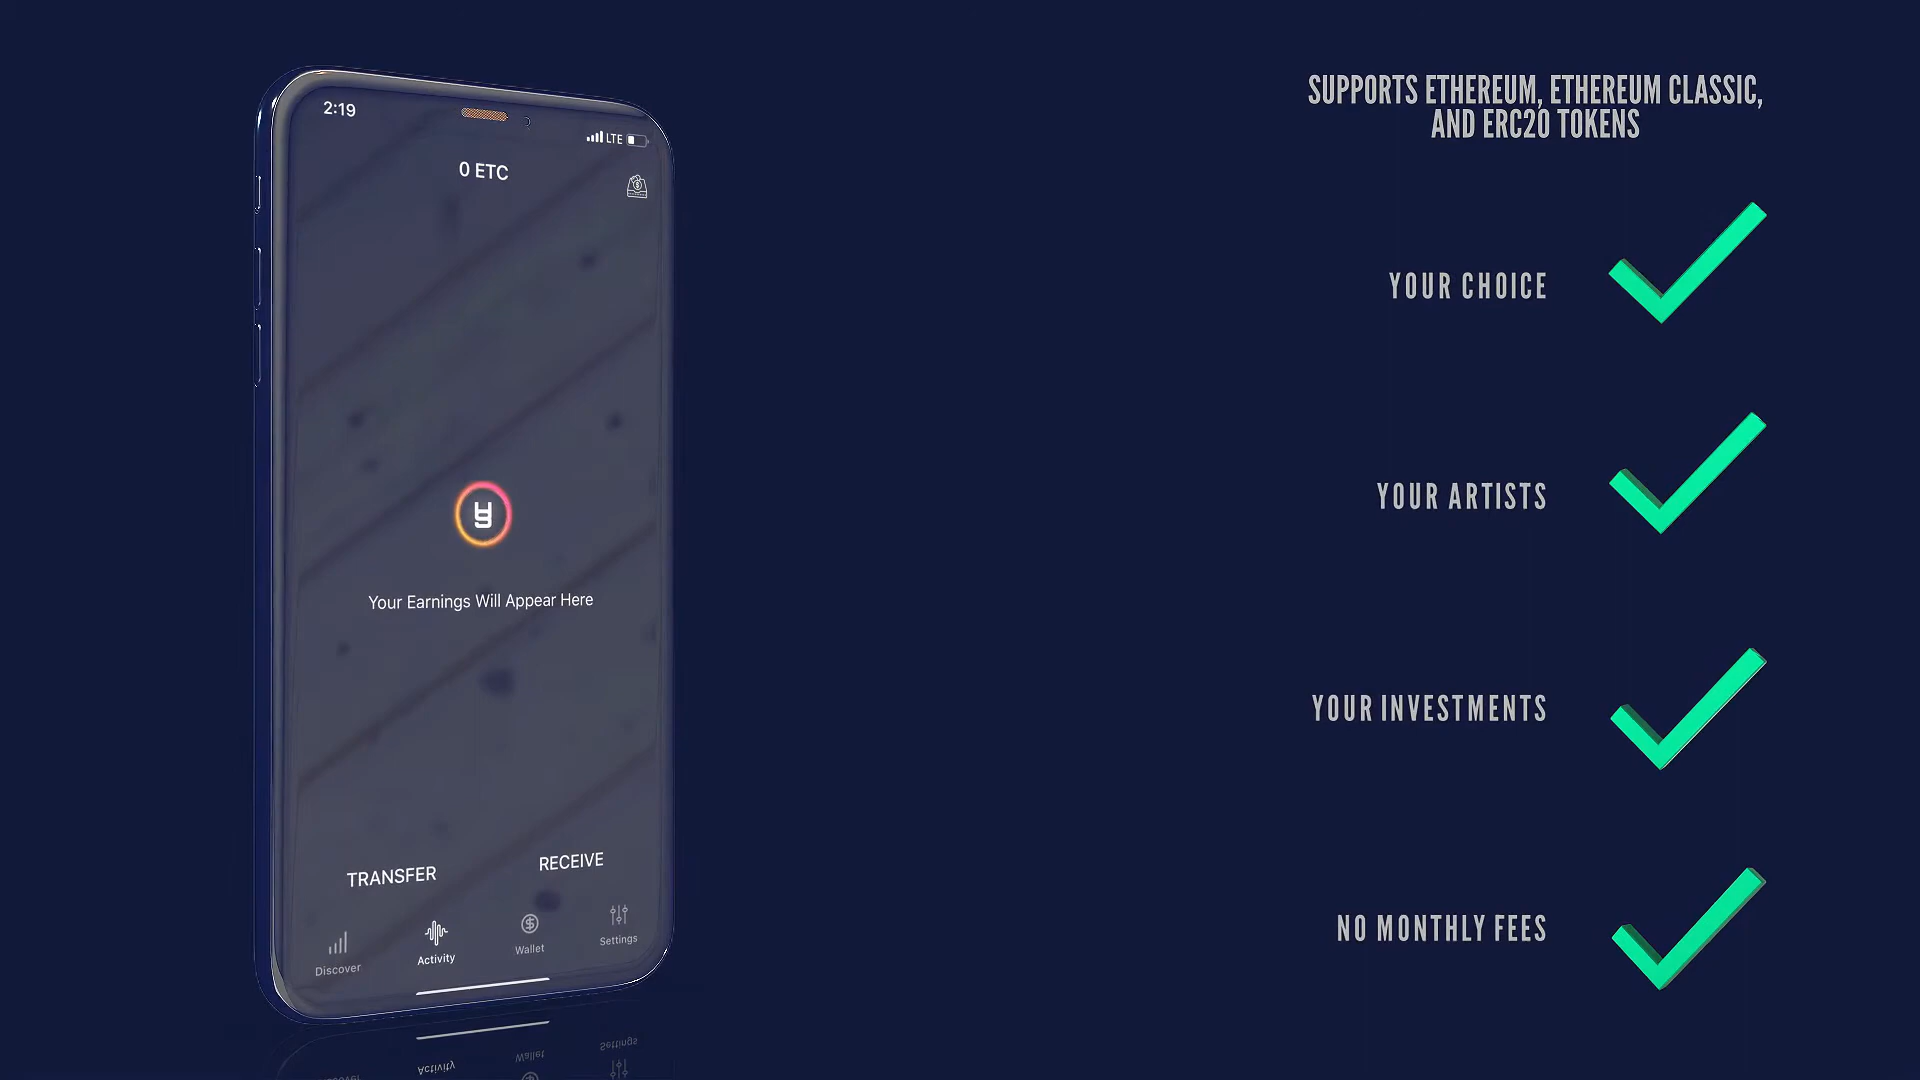 2:19
LTE
0 ETC
Your Earnings Will Appear Here
TRANSFER
RECEIVE
Discover
Activity
Wallet
Settings
SUPPORTS ETHEREUM, ETHEREUM CLASSIC,
AND ERC20 TOKENS
YOUR CHOICE
YOUR ARTISTS
YOUR INVESTMENTS
NO MONTHLY FEES